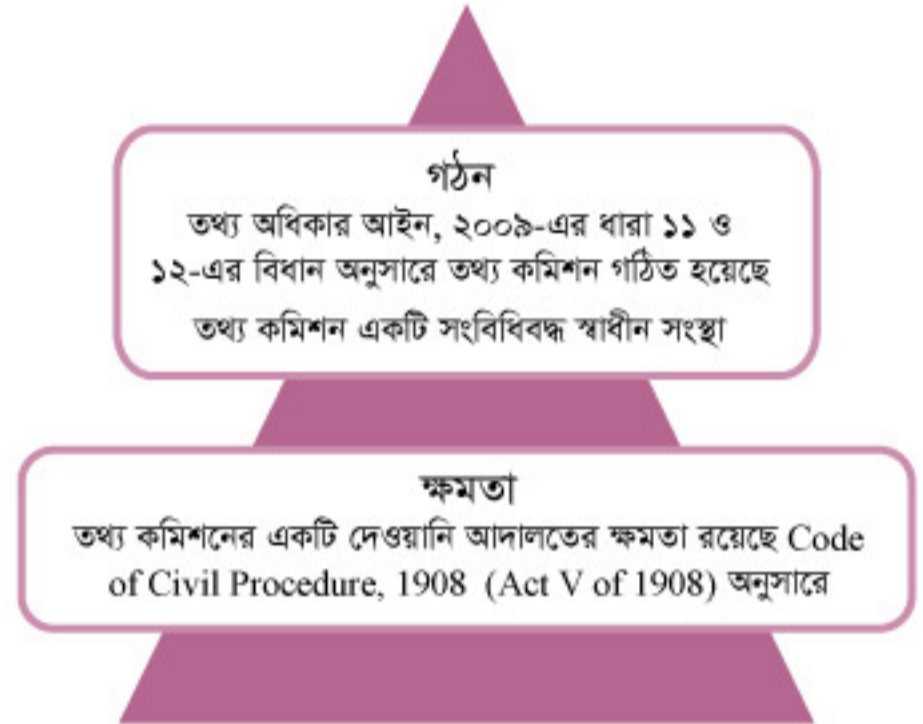 গঠন
তথ্য অধিকার আইন, ২০০৯-এর ধারা ১১ ও
১২-এর বিধান অনুসারে তথ্য কমিশন গঠিত হয়েছে
তথ্য কমিশন একটি সংবিধিবদ্ধ স্বাধীন সংস্থা
ক্ষমতা
তথ্য কমিশনের একটি দেওয়ানি আদালতের ক্ষমতা রয়েছে Code
of Civil Procedure, 1908 (Act V of 1908) অনুসারে